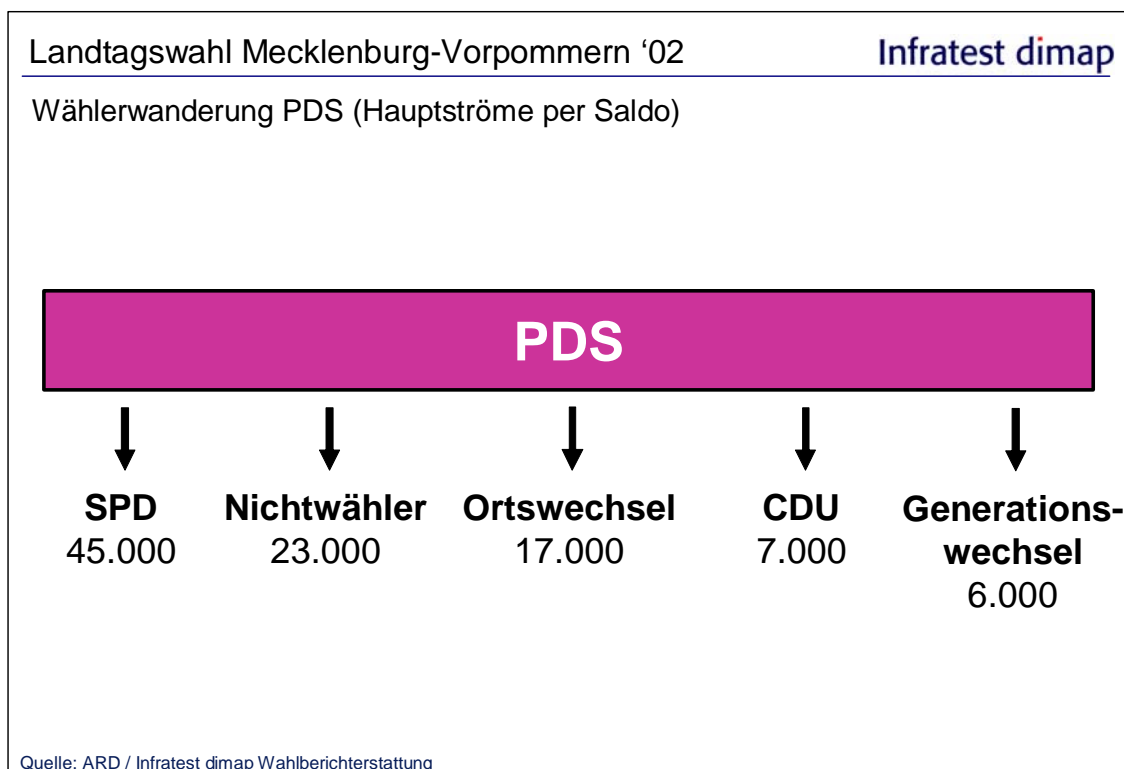 Landtagswahl Mecklenburg-Vorpommern ‘02
Infratest dimap
Wählerwanderung PDS (Hauptströme per Saldo)
PDS
SPD
45.000
Nichtwähler
23.000
Ortswechsel
17.000
CDU
7.000
Generations-
wechsel
6.000
Quelle: ARD / Infratest dimap Wahlberichterstattung